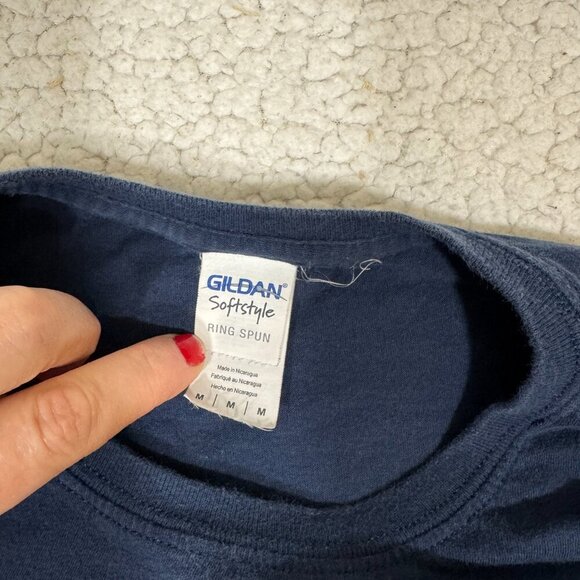 GILDAN®
Softstyle
RING SPUN
Made in Nicaragua
Fabriqué au Nicaragua
Hecho en Nicaragua
M | M | M